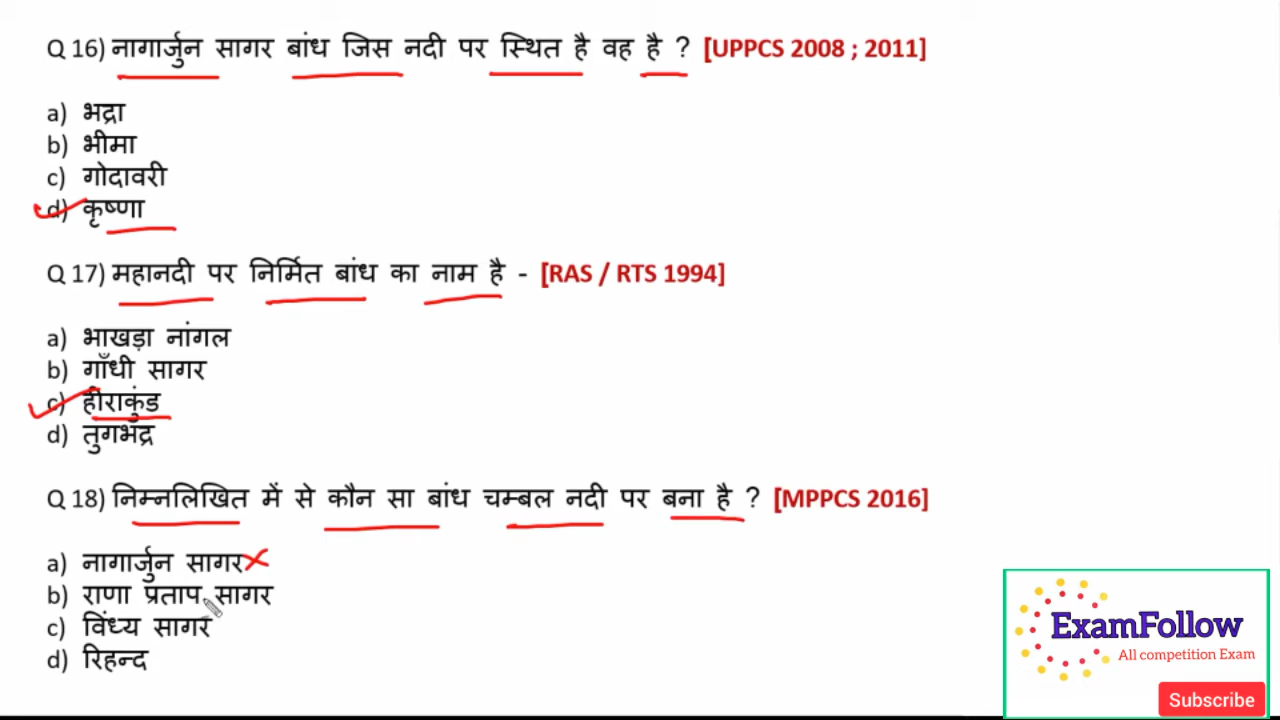 Q 16) नागार्जुन सागर बांध जिस नदी पर स्थित है वह है ? [UPPCS 2008 ; 2011]
a) भद्रा
b) भीमा
c) गोदावरी
d) कृष्णा
Q 17) महानदी पर निर्मित बांध का नाम है - [RAS / RTS 1994]
a) भाखड़ा नांगल
b) गाँधी सागर
c) हीराकुंड
d) तुगभद्र
Q 18) निम्नलिखित में से कौन सा बांध चम्बल नदी पर बना है ? [MPPCS 2016]
a) नागार्जुन सागर
b) राणा प्रताप सागर
c) विंध्य सागर
d) रिहन्द
ExamFollow
All competition Exam
Subscribe